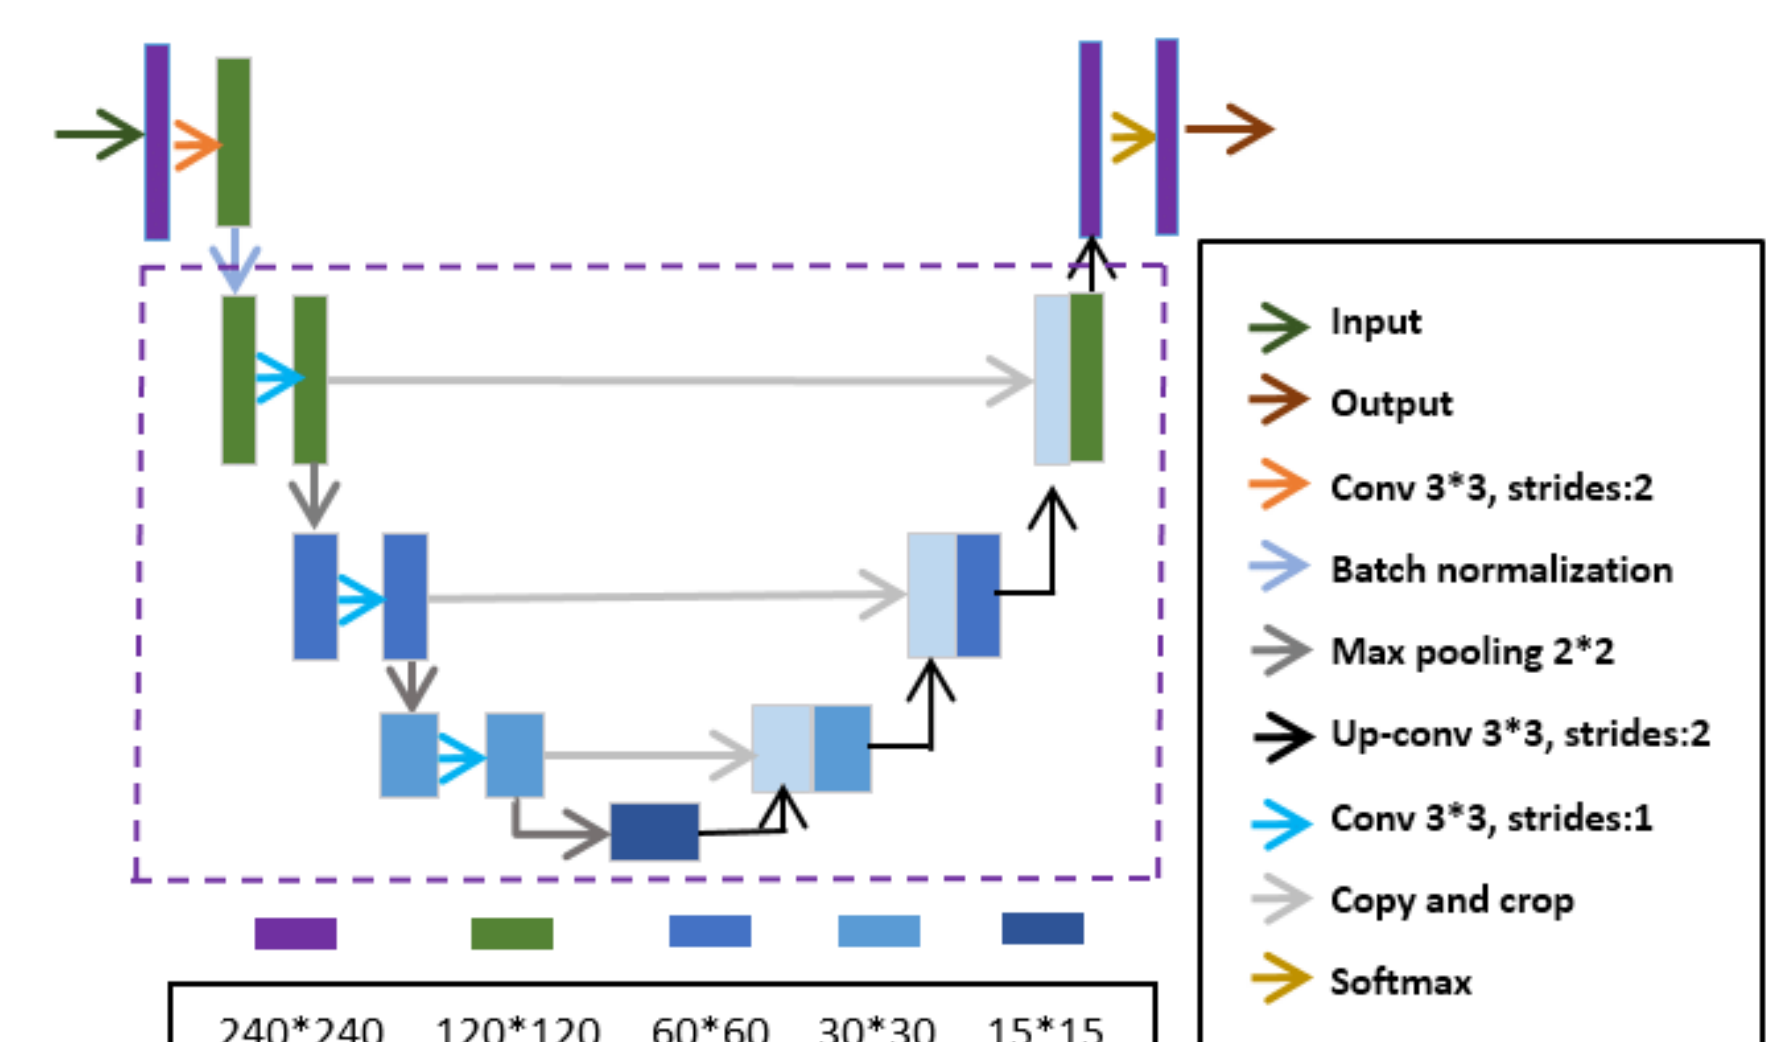 Input
Output
Conv 3*3, strides:2
Batch normalization
Max pooling 2*2
Up-conv 3*3, strides:2
Conv 3*3, strides:1
Copy and crop
Softmax
240*240 120*120 60*60 30*30 15*15